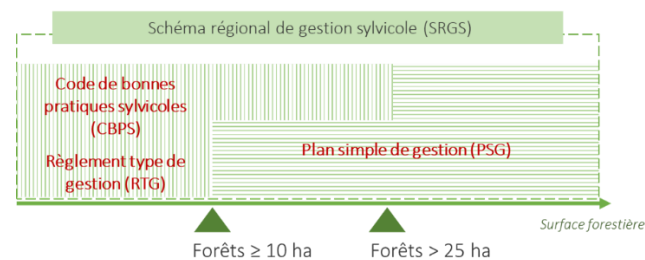 Schéma régional de gestion sylvicole (SRGS)
Code de bonnes
pratiques sylvicoles
(CBPS)
Règlement type de
gestion (RTG)
Plan simple de gestion (PSG)
Surface forestière
Forêts ≥ 10 ha
Forêts > 25 ha